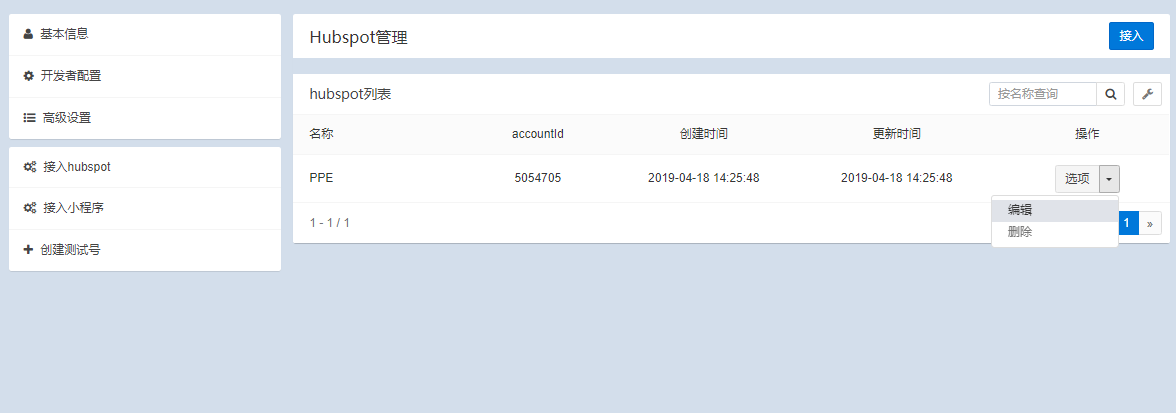 基本信息
开发者配置
高级设置
接入hubspot
接入小程序
创建测试号
Hubspot管理
接入
hubspot列表
按名称查询
名称 accountId 创建时间 更新时间 操作
PPE 5054705 2019-04-18 14:25:48 2019-04-18 14:25:48 选项
编辑
删除
1 - 1 / 1
1 »